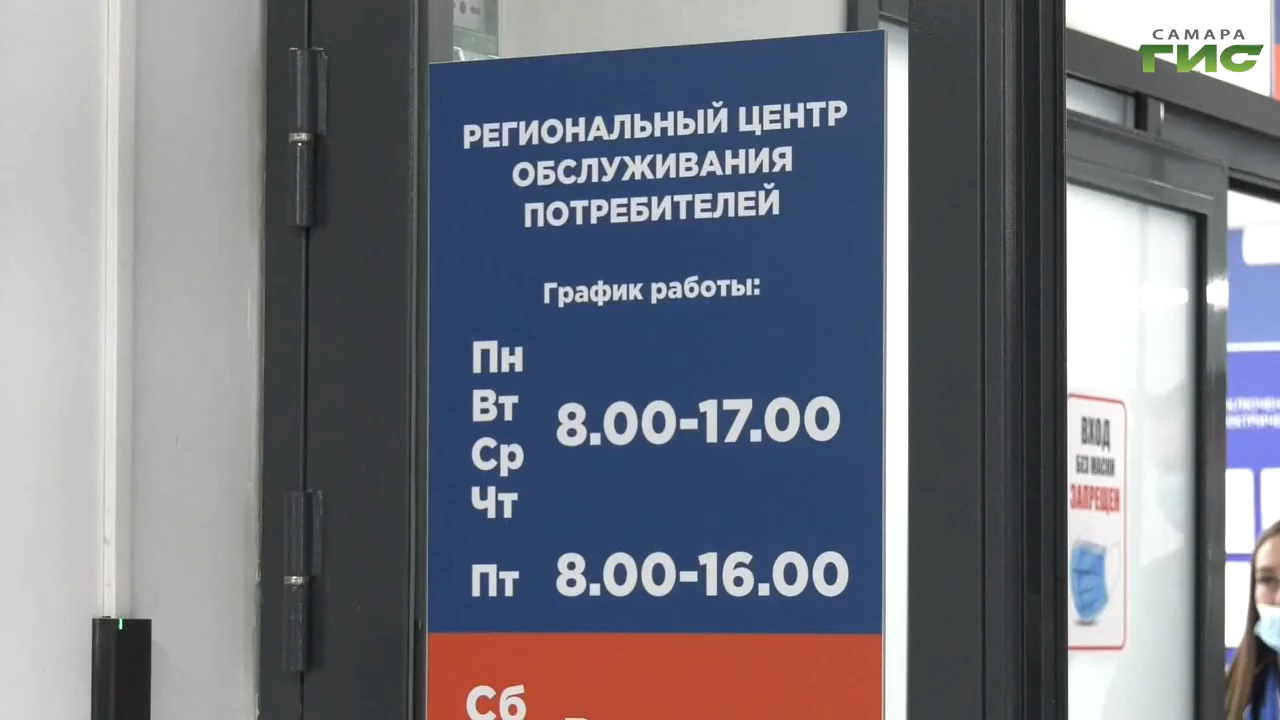 САМАРА
ГИС
РЕГИОНАЛЬНЫЙ ЦЕНТР
ОБСЛУЖИВАНИЯ
ПОТРЕБИТЕЛЕЙ
График работы:
Пн
Вт
Ср
Чт
8.00-17.00
Пт 8.00-16.00
Сб
ВХОД
БЕЗ МАСКИ
ЗАПРЕЩЕН